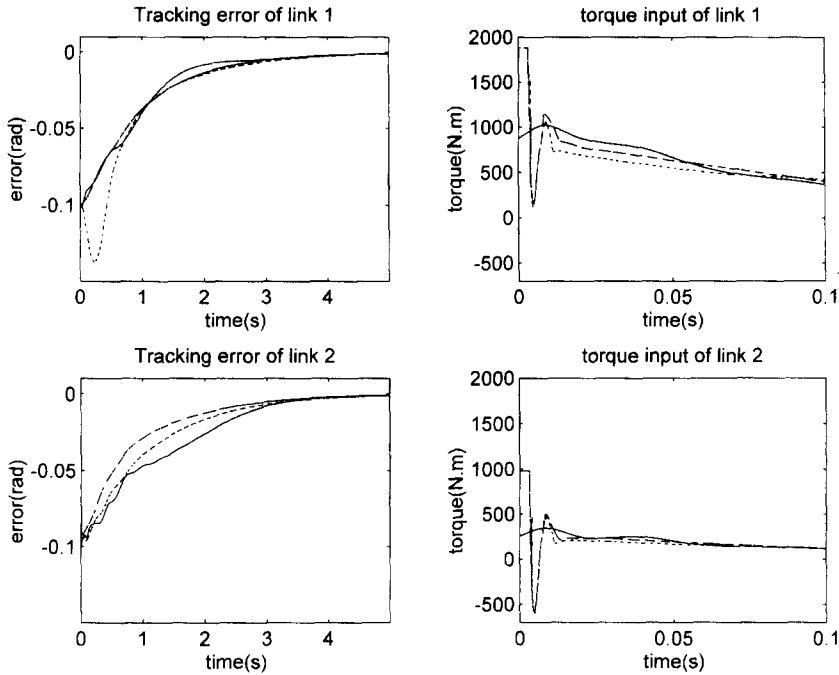 Tracking error of link 1
0
-0.05
-0.1
error(rad)
0 1 2 3 4
time(s)
torque input of link 1
2000
1500
1000
500
0
-500
torque(N.m)
0 0.05 0.1
time(s)
Tracking error of link 2
0
-0.05
-0.1
error(rad)
0 1 2 3 4
time(s)
torque input of link 2
2000
1500
1000
500
0
-500
torque(N.m)
0 0.05 0.1
time(s)